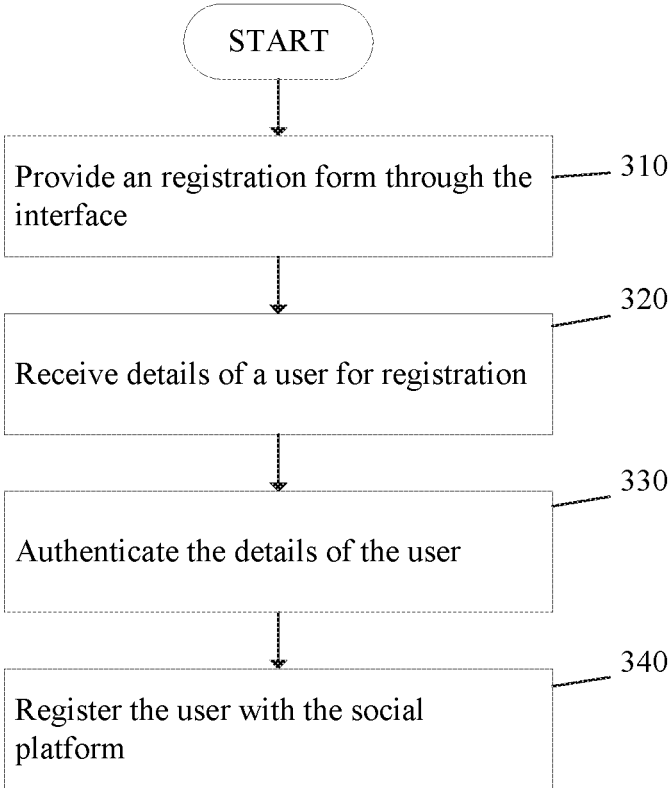 START
Provide an registration form through the
interface
310
Receive details of a user for registration
320
Authenticate the details of the user
330
Register the user with the social
platform
340